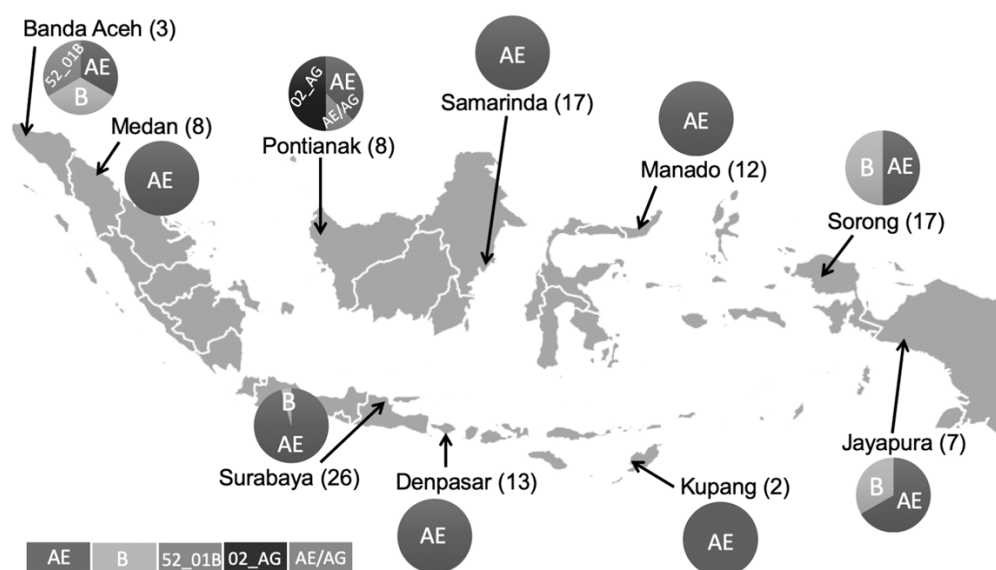 Banda Aceh (3)
52_01B
AE
B
Medan (8)
AE
02_AG
AE
AE/AG
Pontianak (8)
AE
Samarinda (17)
AE
Manado (12)
B
AE
Sorong (17)
B
AE
Surabaya (26)
Denpasar (13)
AE
Kupang (2)
AE
Jayapura (7)
B
AE
AE B 52_01B 02_AG AE/AG